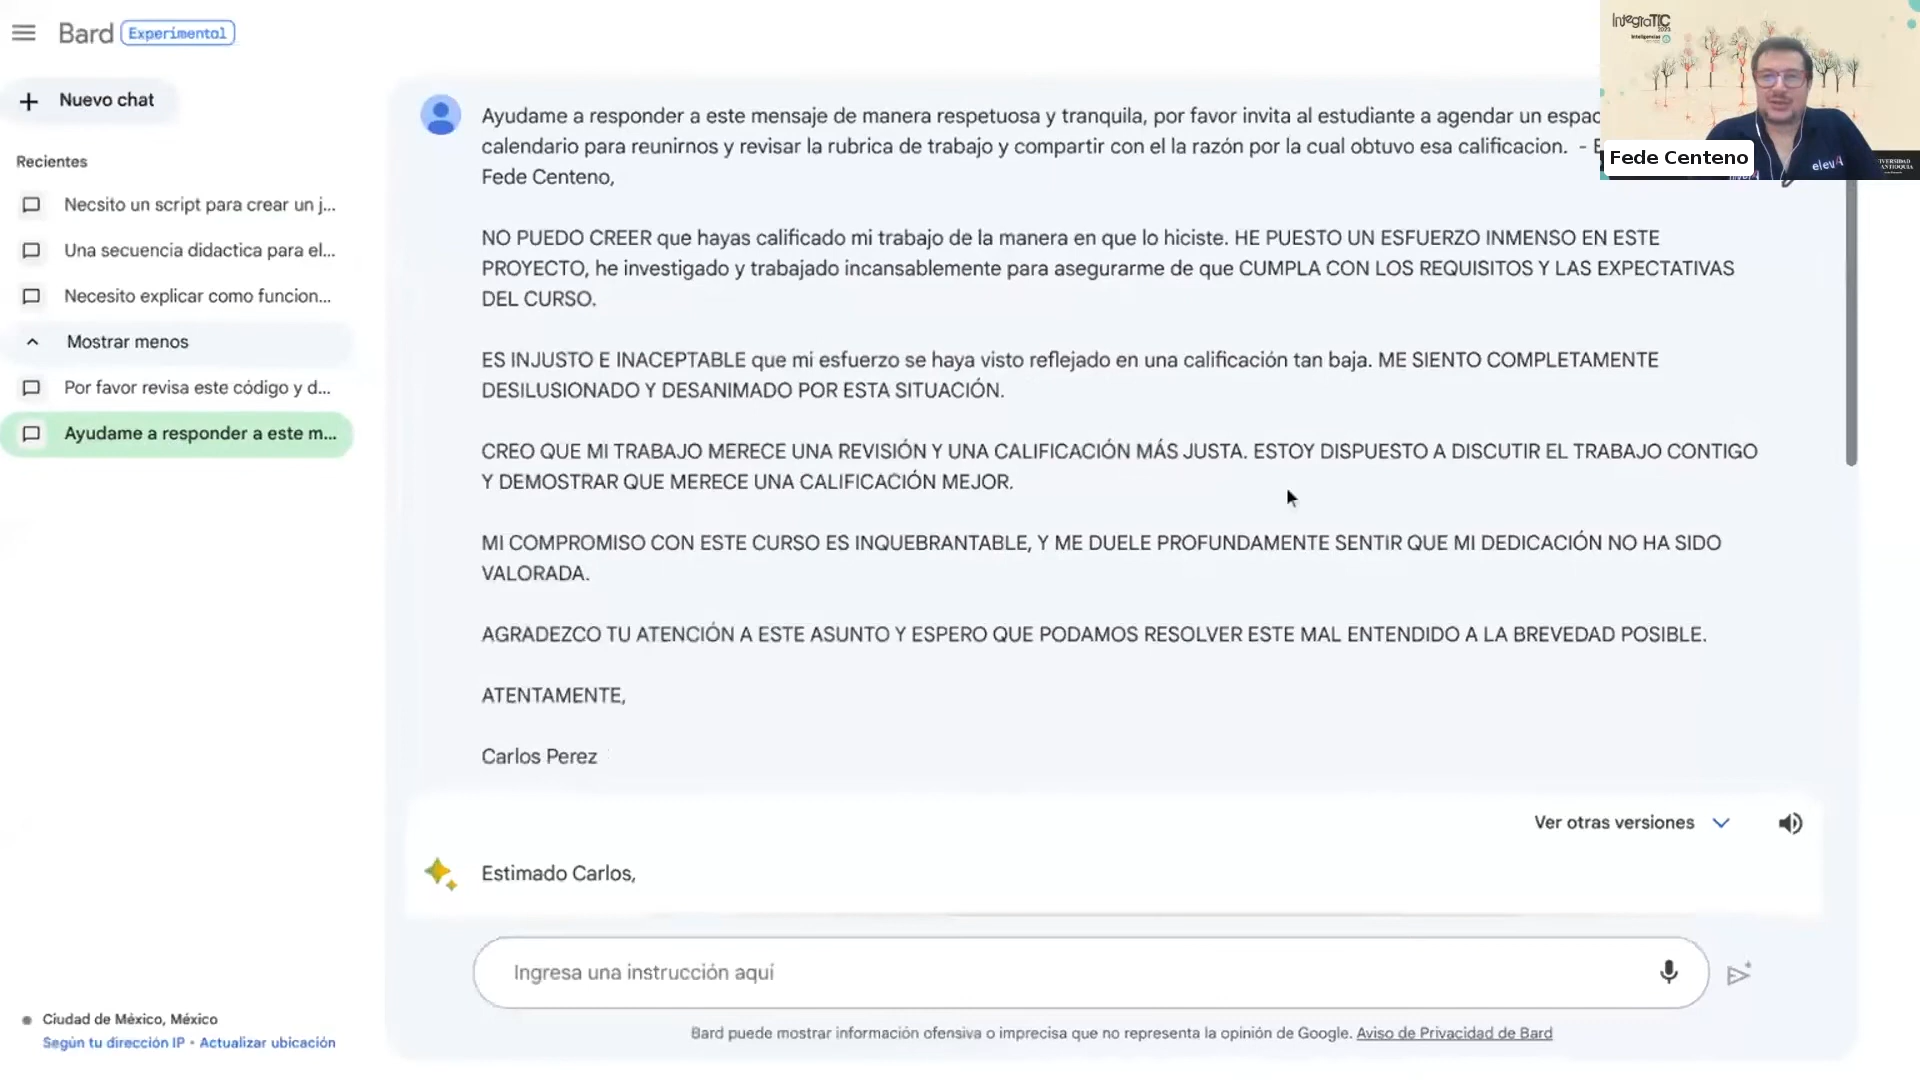 Bard Experimental
Nuevo chat
Recientes
Necsito un script para crear un j...
Una secuencia didactica para el...
Necesito explicar como funcion...
Mostrar menos
Por favor revisa este código y d...
Ayudame a responder a este m...
Ciudad de México, México
Según tu dirección IP • Actualizar ubicación
Ayudame a responder a este mensaje de manera respetuosa y tranquila, por favor invita al estudiante a agendar un espac
calendario para reunirnos y revisar la rubrica de trabajo y compartir con el la razón por la cual obtuvo esa calificacion. -
Fede Centeno,
NO PUEDO CREER que hayas calificado mi trabajo de la manera en que lo hiciste. HE PUESTO UN ESFUERZO INMENSO EN ESTE
PROYECTO, he investigado y trabajado incansablemente para asegurarme de que CUMPLA CON LOS REQUISITOS Y LAS EXPECTATIVAS
DEL CURSO.
ES INJUSTO E INACEPTABLE que mi esfuerzo se haya visto reflejado en una calificación tan baja. ME SIENTO COMPLETAMENTE
DESILUSIONADO Y DESANIMADO POR ESTA SITUACIÓN.
CREO QUE MI TRABAJO MERECE UNA REVISIÓN Y UNA CALIFICACIÓN MÁS JUSTA. ESTOY DISPUESTO A DISCUTIR EL TRABAJO CONTIGO
Y DEMOSTRAR QUE MERECE UNA CALIFICACIÓN MEJOR.
MI COMPROMISO CON ESTE CURSO ES INQUEBRANTABLE, Y ME DUELE PROFUNDAMENTE SENTIR QUE MI DEDICACIÓN NO HA SIDO
VALORADA.
AGRADEZCO TU ATENCIÓN A ESTE ASUNTO Y ESPERO QUE PODAMOS RESOLVER ESTE MAL ENTENDIDO A LA BREVEDAD POSIBLE.
ATENTAMENTE,
Carlos Perez
Ver otras versiones
Estimado Carlos,
Ingresa una instrucción aquí
Bard puede mostrar información ofensiva o imprecisa que no representa la opinión de Google. Aviso de Privacidad de Bard
IntegraTIC
Inteligencias
Fede Centeno
elevA